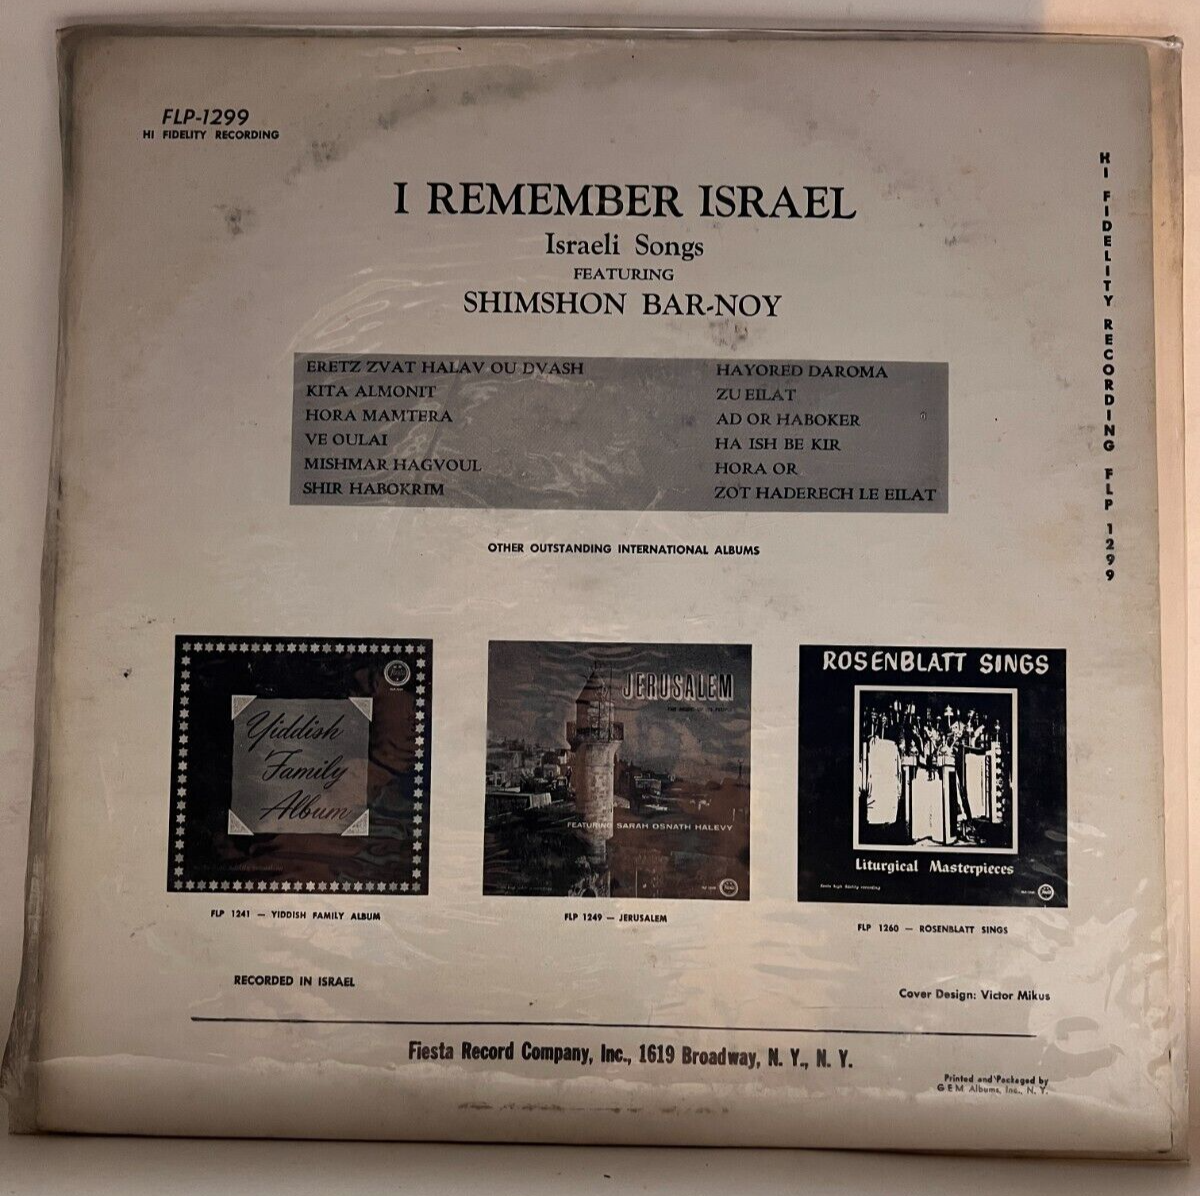 FLP-1299
HI FIDELITY RECORDING
I REMEMBER ISRAEL
Israeli Songs
FEATURING
SHIMSHON BAR-NOY
ERETZ ZVAT HALAV OU DVASH
KITA ALMONIT
HORA MAMTERA
VE OULAI
MISHMAR HAGVOUL
SHIR HABOKRIM
HAYORED DAROMA
ZU EILAT
AD OR HABOKER
HA ISH BE KIR
HORA OR
ZOT HADERECH LE EILAT
HI FIDELITY RECORDING FLP 1299
OTHER OUTSTANDING INTERNATIONAL ALBUMS
Yiddish
Family
Album
FLP 1241 — YIDDISH FAMILY ALBUM
JERUSALEM
FEATURING SARAH OSNATH HALEVY
FLP 1249 — JERUSALEM
ROSENBLATT SINGS
Liturgical Masterpieces
FLP 1260 — ROSENBLATT SINGS
RECORDED IN ISRAEL
Cover Design: Victor Mikus
Fiesta Record Company, Inc., 1619 Broadway, N. Y., N. Y.
Printed and Packaged by
G E M Albums, Inc., N. Y.